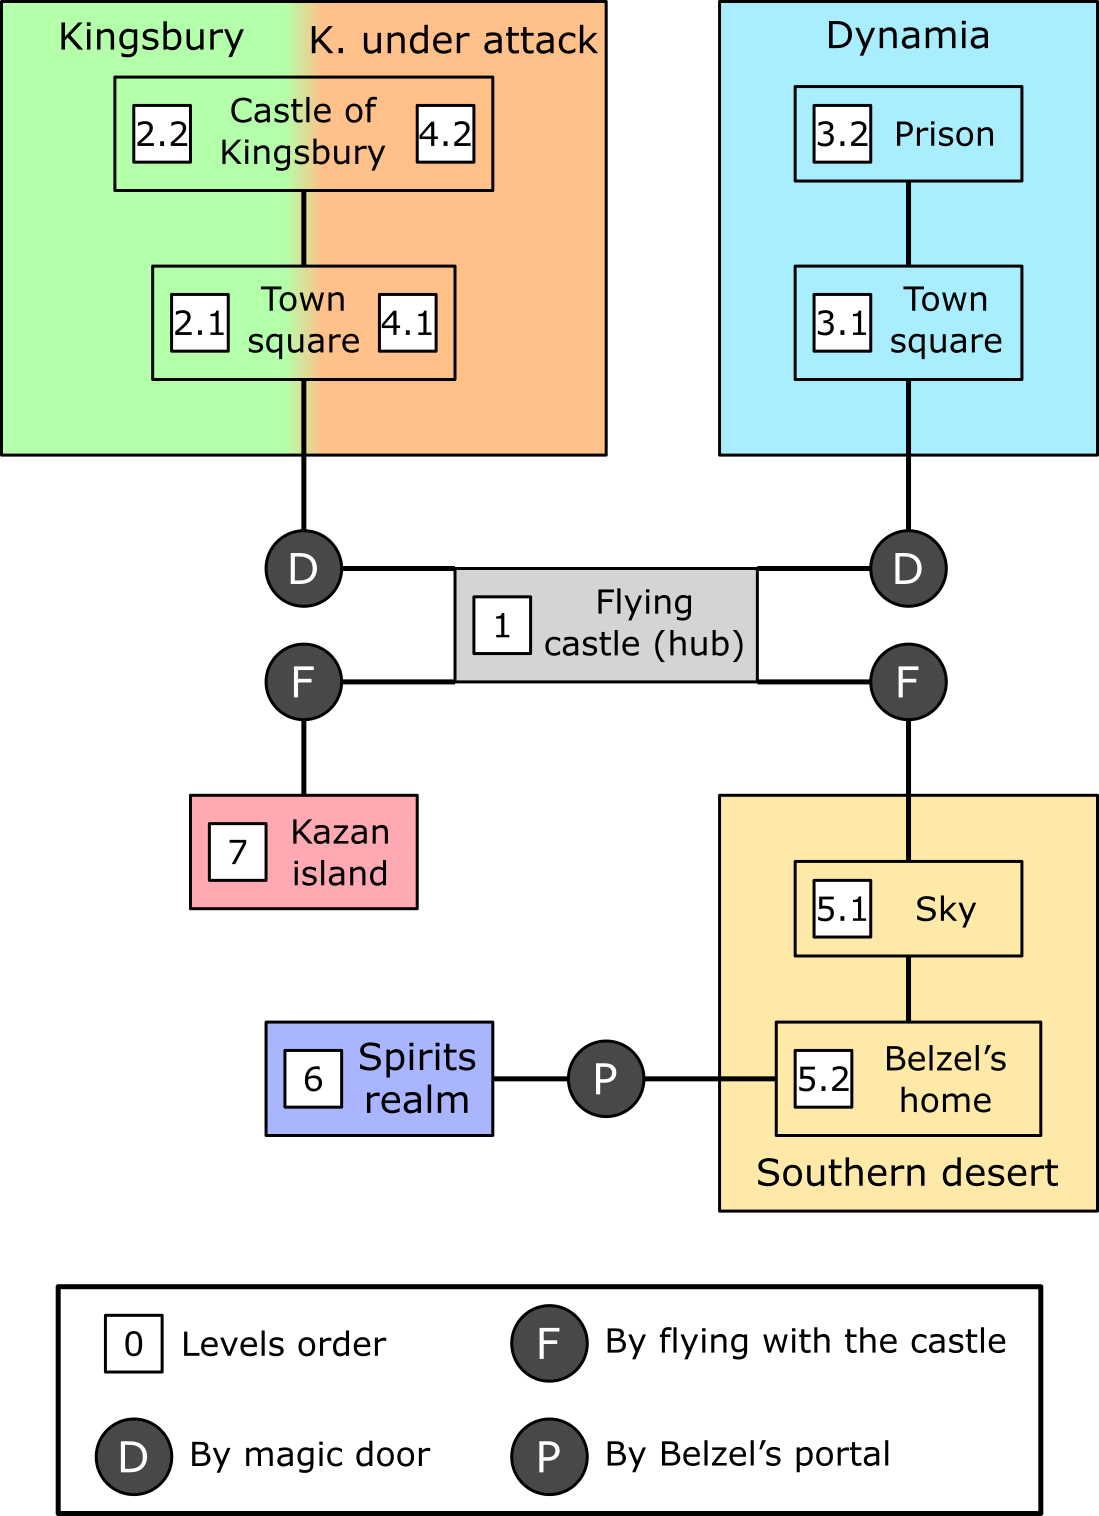 Kingsbury
K. under attack
2.2
Castle of
Kingsbury
4.2
2.1
Town
square
4.1
Dynamia
3.2
Prison
3.1
Town
square
D
D
1
Flying
castle (hub)
F
F
7
Kazan
island
5.1
Sky
6
Spirits
realm
P
5.2
Belzel’s
home
Southern desert
0
Levels order
F
By flying with the castle
D
By magic door
P
By Belzel’s portal